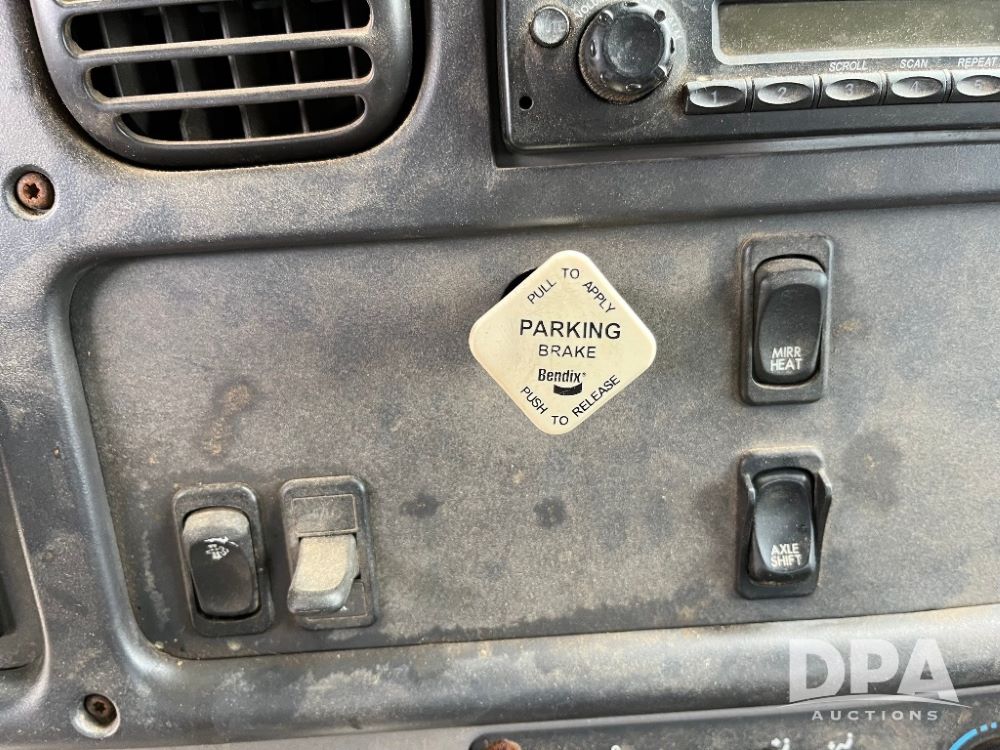 SCROLL SCAN REPEAT
1 2 3 4 5
PULL TO APPLY
PARKING
BRAKE
Bendix®
PUSH TO RELEASE
MIRR
HEAT
AXLE
SHIFT
DPA
AUCTIONS